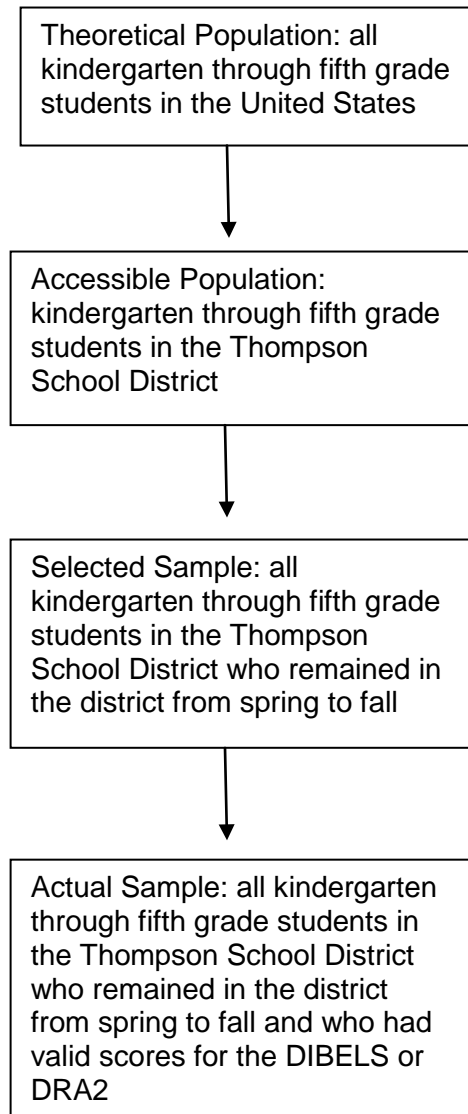 Theoretical Population: all
kindergarten through fifth grade
students in the United States
Accessible Population:
kindergarten through fifth grade
students in the Thompson
School District
Selected Sample: all
kindergarten through fifth grade
students in the Thompson
School District who remained in
the district from spring to fall
Actual Sample: all kindergarten
through fifth grade students in
the Thompson School District
who remained in the district
from spring to fall and who had
valid scores for the DIBELS or
DRA2